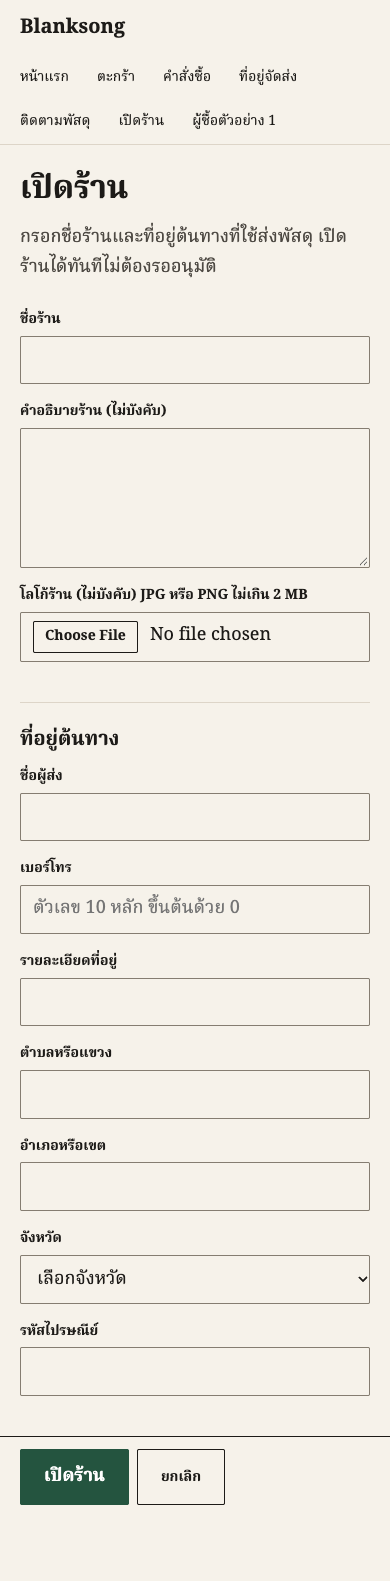 Blanksong
หน้าแรก ตะกร้า คำสั่งซื้อ ที่อยู่จัดส่ง
ติดตามพัสดุ เปิดร้าน ผู้ซื้อตัวอย่าง 1
เปิดร้าน
กรอกชื่อร้านและที่อยู่ต้นทางที่ใช้ส่งพัสดุ เปิด
ร้านได้ทันทีไม่ต้องรออนุมัติ
ชื่อร้าน
คำอธิบายร้าน (ไม่บังคับ)
โลโก้ร้าน (ไม่บังคับ) JPG หรือ PNG ไม่เกิน 2 MB
Choose File No file chosen
ที่อยู่ต้นทาง
ชื่อผู้ส่ง
เบอร์โทร
ตัวเลข 10 หลัก ขึ้นต้นด้วย 0
รายละเอียดที่อยู่
ตำบลหรือแขวง
อำเภอหรือเขต
จังหวัด
เลือกจังหวัด
รหัสไปรษณีย์
เปิดร้าน ยกเลิก